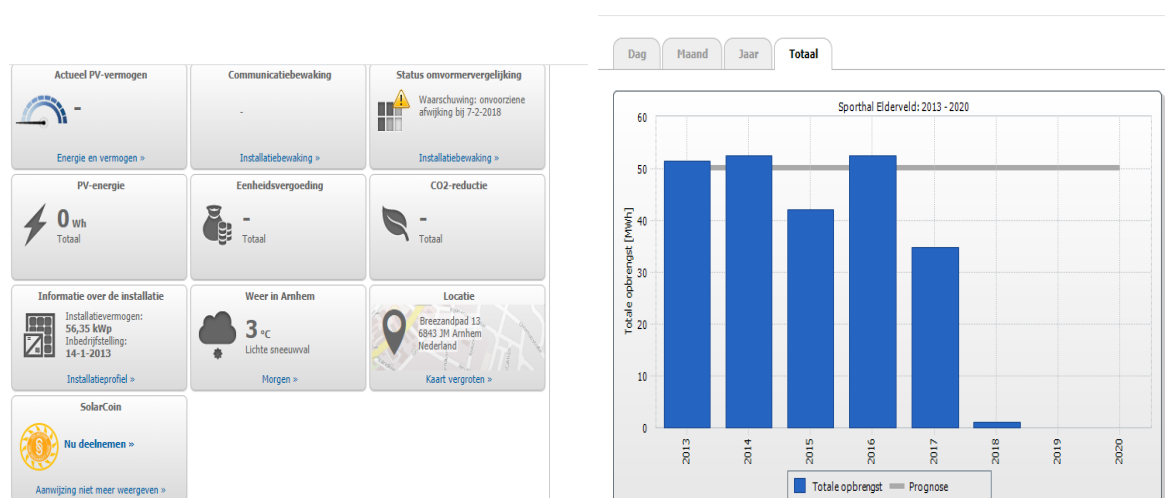 Actueel PV-vermogen
-
Energie en vermogen »
Communicatiebewaking
-
Installatiebewaking »
Status omvormervergelijking
Waarschuwing: onvoorziene
afwijking bij 7-2-2018
Installatiebewaking »
PV-energie
0 Wh
Totaal
Eenheidsvergoeding
-
Totaal
CO2-reductie
-
Totaal
Informatie over de installatie
Installatievermogen:
56,35 kWp
Inbedrijfstelling:
14-1-2013
Installatieprofiel »
Weer in Arnhem
3 °C
Lichte sneeuwval
Morgen »
Locatie
Breezandpad 13
6843 JM Arnhem
Nederland
Kaart vergroten »
SolarCoin
Nu deelnemen »
Aanwijzing niet meer weergeven »
Dag Maand Jaar Totaal
Sporthal Elderveld: 2013 - 2020
Totale opbrengst [MWh]
60
50
40
30
20
10
0
2013 2014 2015 2016 2017 2018 2019 2020
Totale opbrengst Prognose